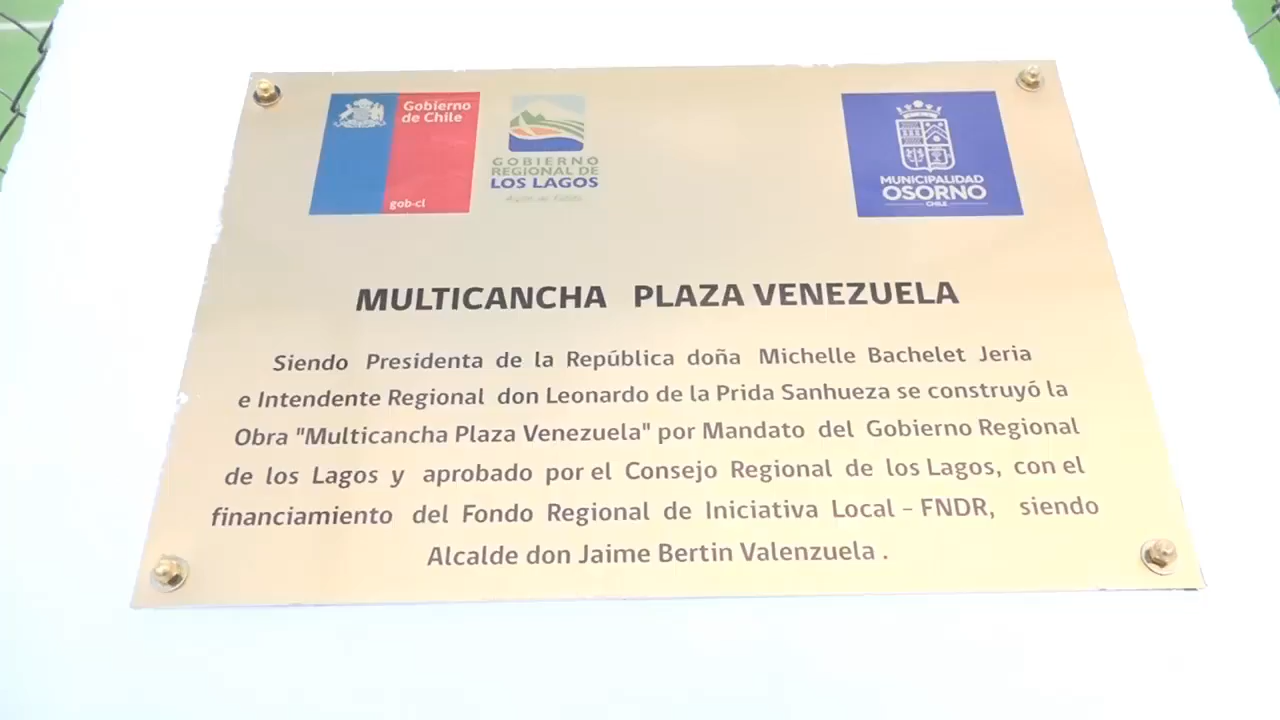 Gobierno
de Chile
gob.cl
GOBIERNO
REGIONAL DE
LOS LAGOS
MUNICIPALIDAD
OSORNO
CHILE
MULTICANCHA PLAZA VENEZUELA
Siendo Presidenta de la República doña Michelle Bachelet Jeria
e Intendente Regional don Leonardo de la Prida Sanhueza se construyó la
Obra "Multicancha Plaza Venezuela" por Mandato del Gobierno Regional
de los Lagos y aprobado por el Consejo Regional de los Lagos, con el
financiamiento del Fondo Regional de Iniciativa Local - FNDR, siendo
Alcalde don Jaime Bertin Valenzuela .